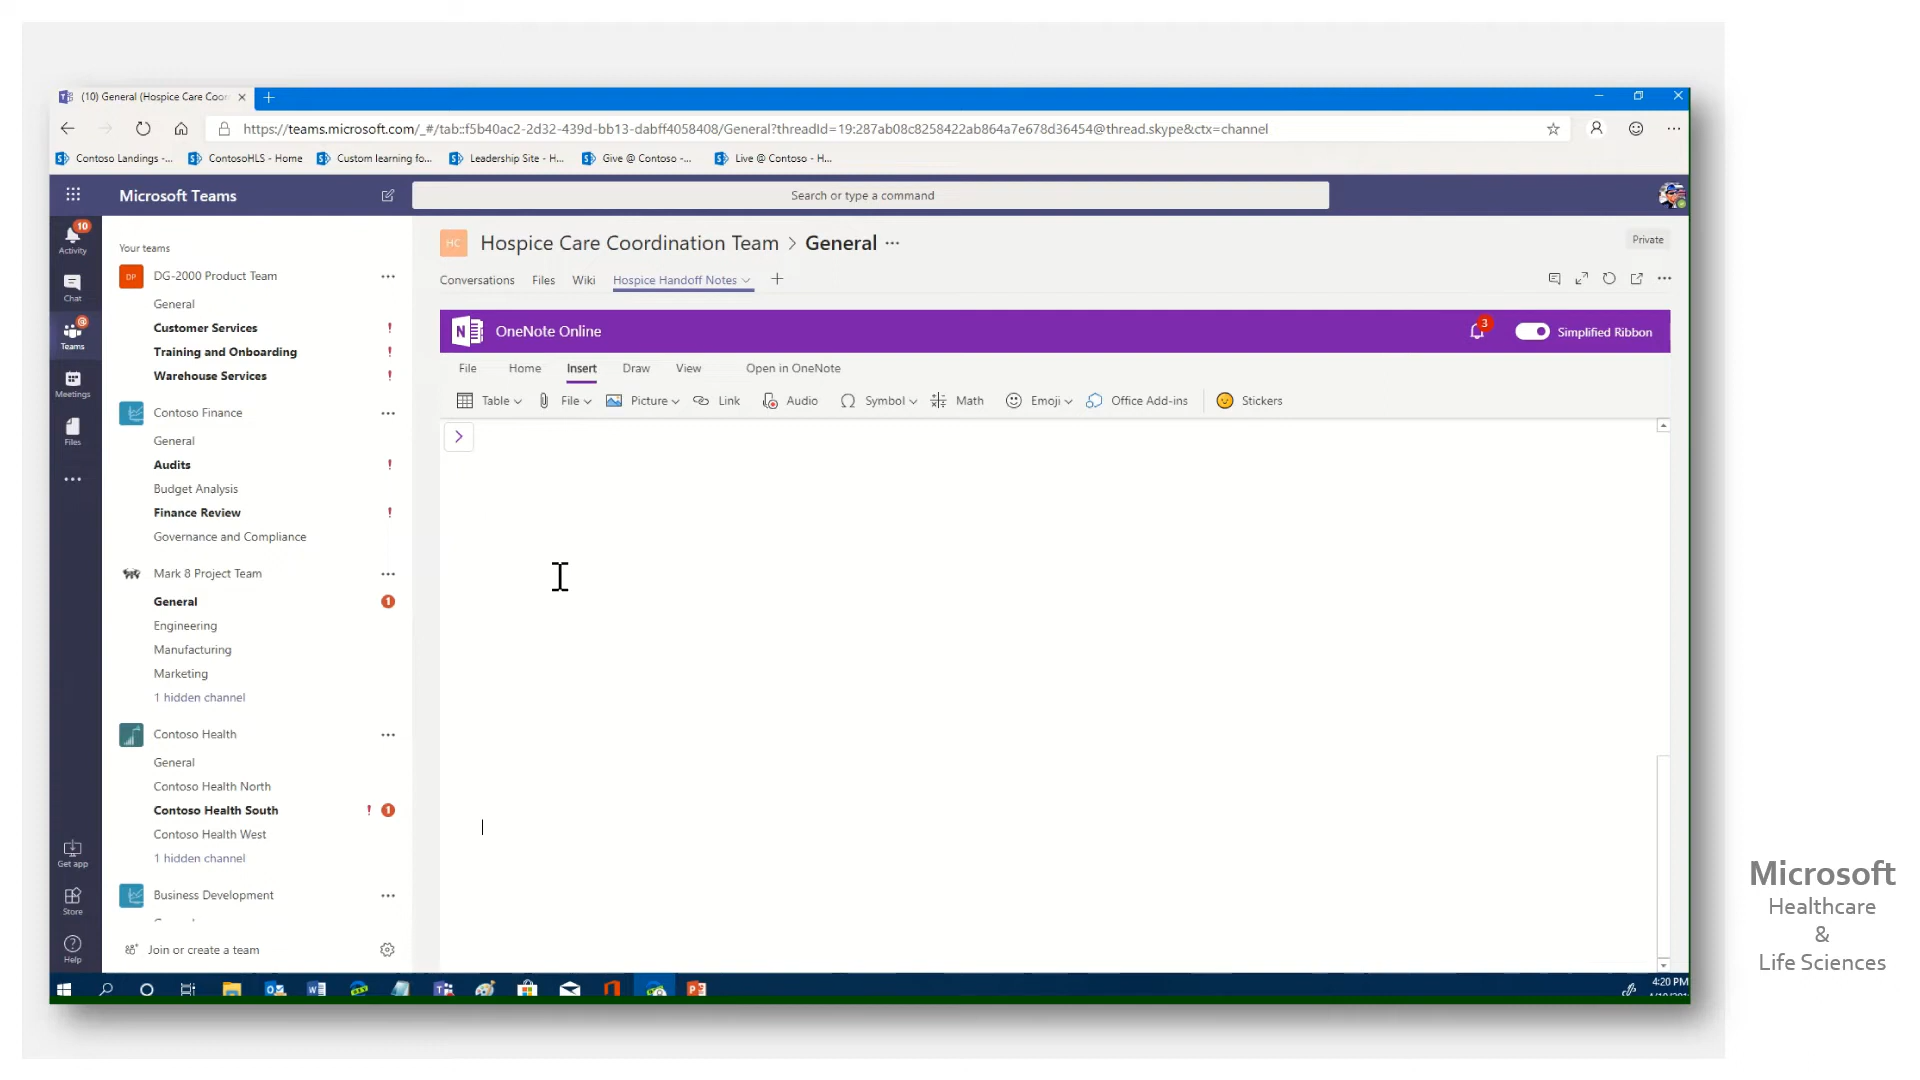 (10) General (Hospice Care Coor
https://teams.microsoft.com/_#/tab:f5b40ac2-2d32-439d-bb13-dabff4058408/General?threadId=19:287ab08c8258422ab864a7e678d36454@thread.skype&ctx=channel
Contoso Landings -... ContosoHLS - Home Custom learning fo... Leadership Site - H... Give @ Contoso -... Live @ Contoso - H...
Microsoft Teams
Search or type a command
10
Activity
Chat
Teams
Meetings
Files
Get app
Store
Help
Your teams
DP DG-2000 Product Team
General
Customer Services !
Training and Onboarding !
Warehouse Services !
Contoso Finance
General
Audits !
Budget Analysis
Finance Review !
Governance and Compliance
Mark 8 Project Team
General 1
Engineering
Manufacturing
Marketing
1 hidden channel
Contoso Health
General
Contoso Health North
Contoso Health South ! 1
Contoso Health West
1 hidden channel
Business Development
Join or create a team
HC Hospice Care Coordination Team > General ...
Private
Conversations Files Wiki Hospice Handoff Notes
N OneNote Online
3
Simplified Ribbon
File Home Insert Draw View Open in OneNote
Table File Picture Link Audio Symbol Math Emoji Office Add-ins Stickers
4:20 PM
Microsoft
Healthcare
&
Life Sciences